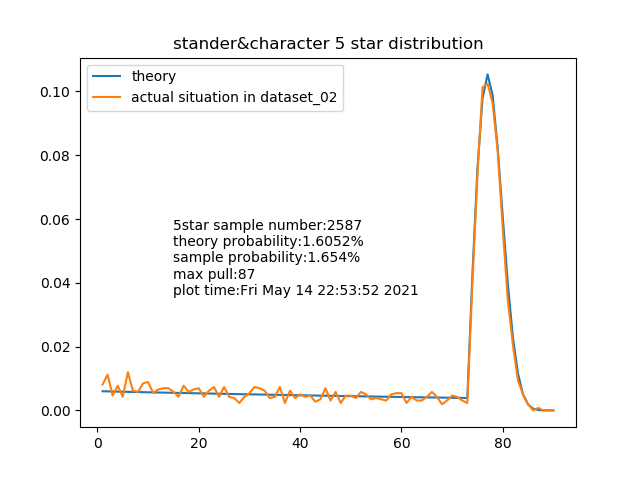 stander&character 5 star distribution
theory
actual situation in dataset_02
0.10
0.08
0.06
0.04
0.02
0.00
5star sample number:2587
theory probability:1.6052%
sample probability:1.654%
max pull:87
plot time:Fri May 14 22:53:52 2021
0 20 40 60 80